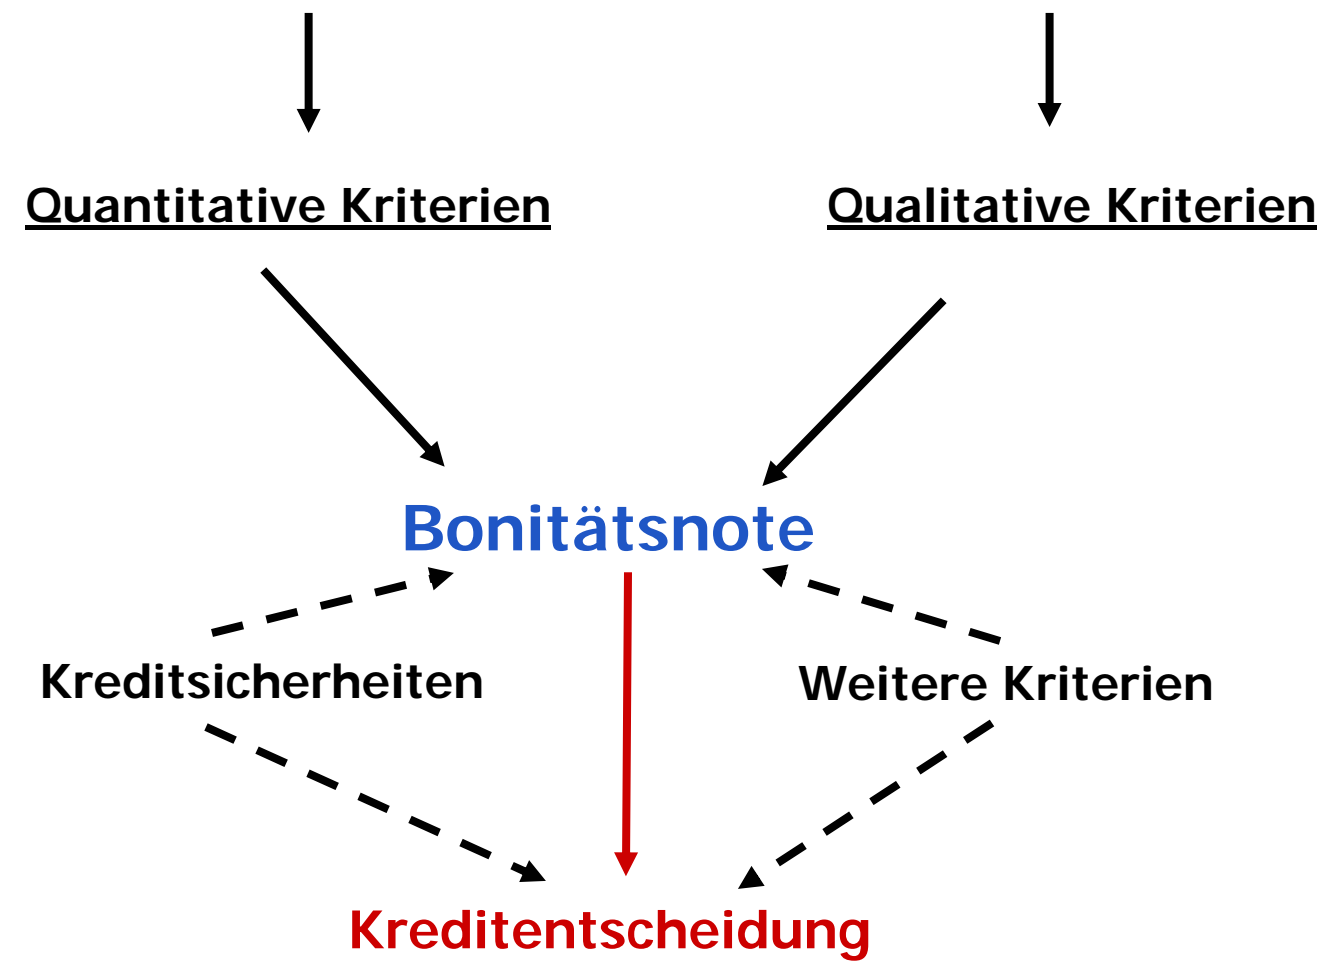 Quantitative Kriterien
Qualitative Kriterien
Bonitätsnote
Kreditsicherheiten
Weitere Kriterien
Kreditentscheidung